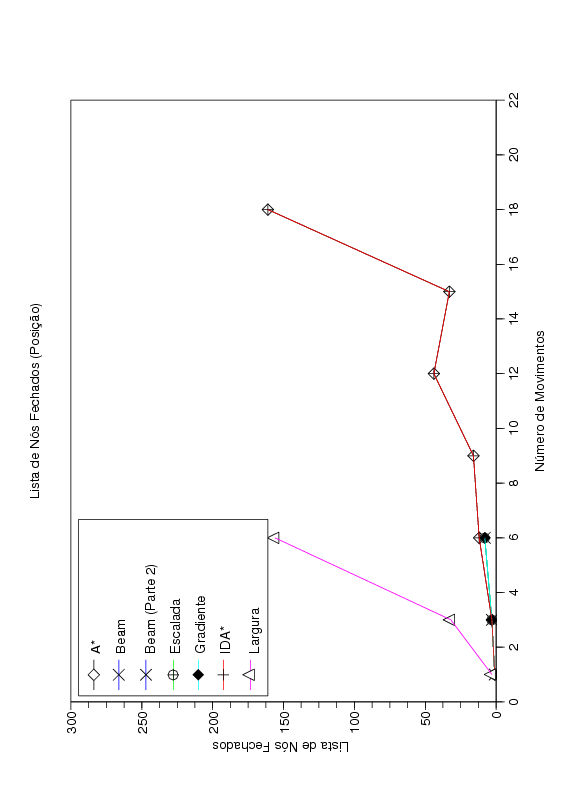 Lista de Nós Fechados (Posição)
300
250
200
150
100
50
0
Lista de Nós Fechados
A*
Beam
Beam (Parte 2)
Escalada
Gradiente
IDA*
Largura
0
2
4
6
8
10
12
14
16
18
20
22
Número de Movimentos